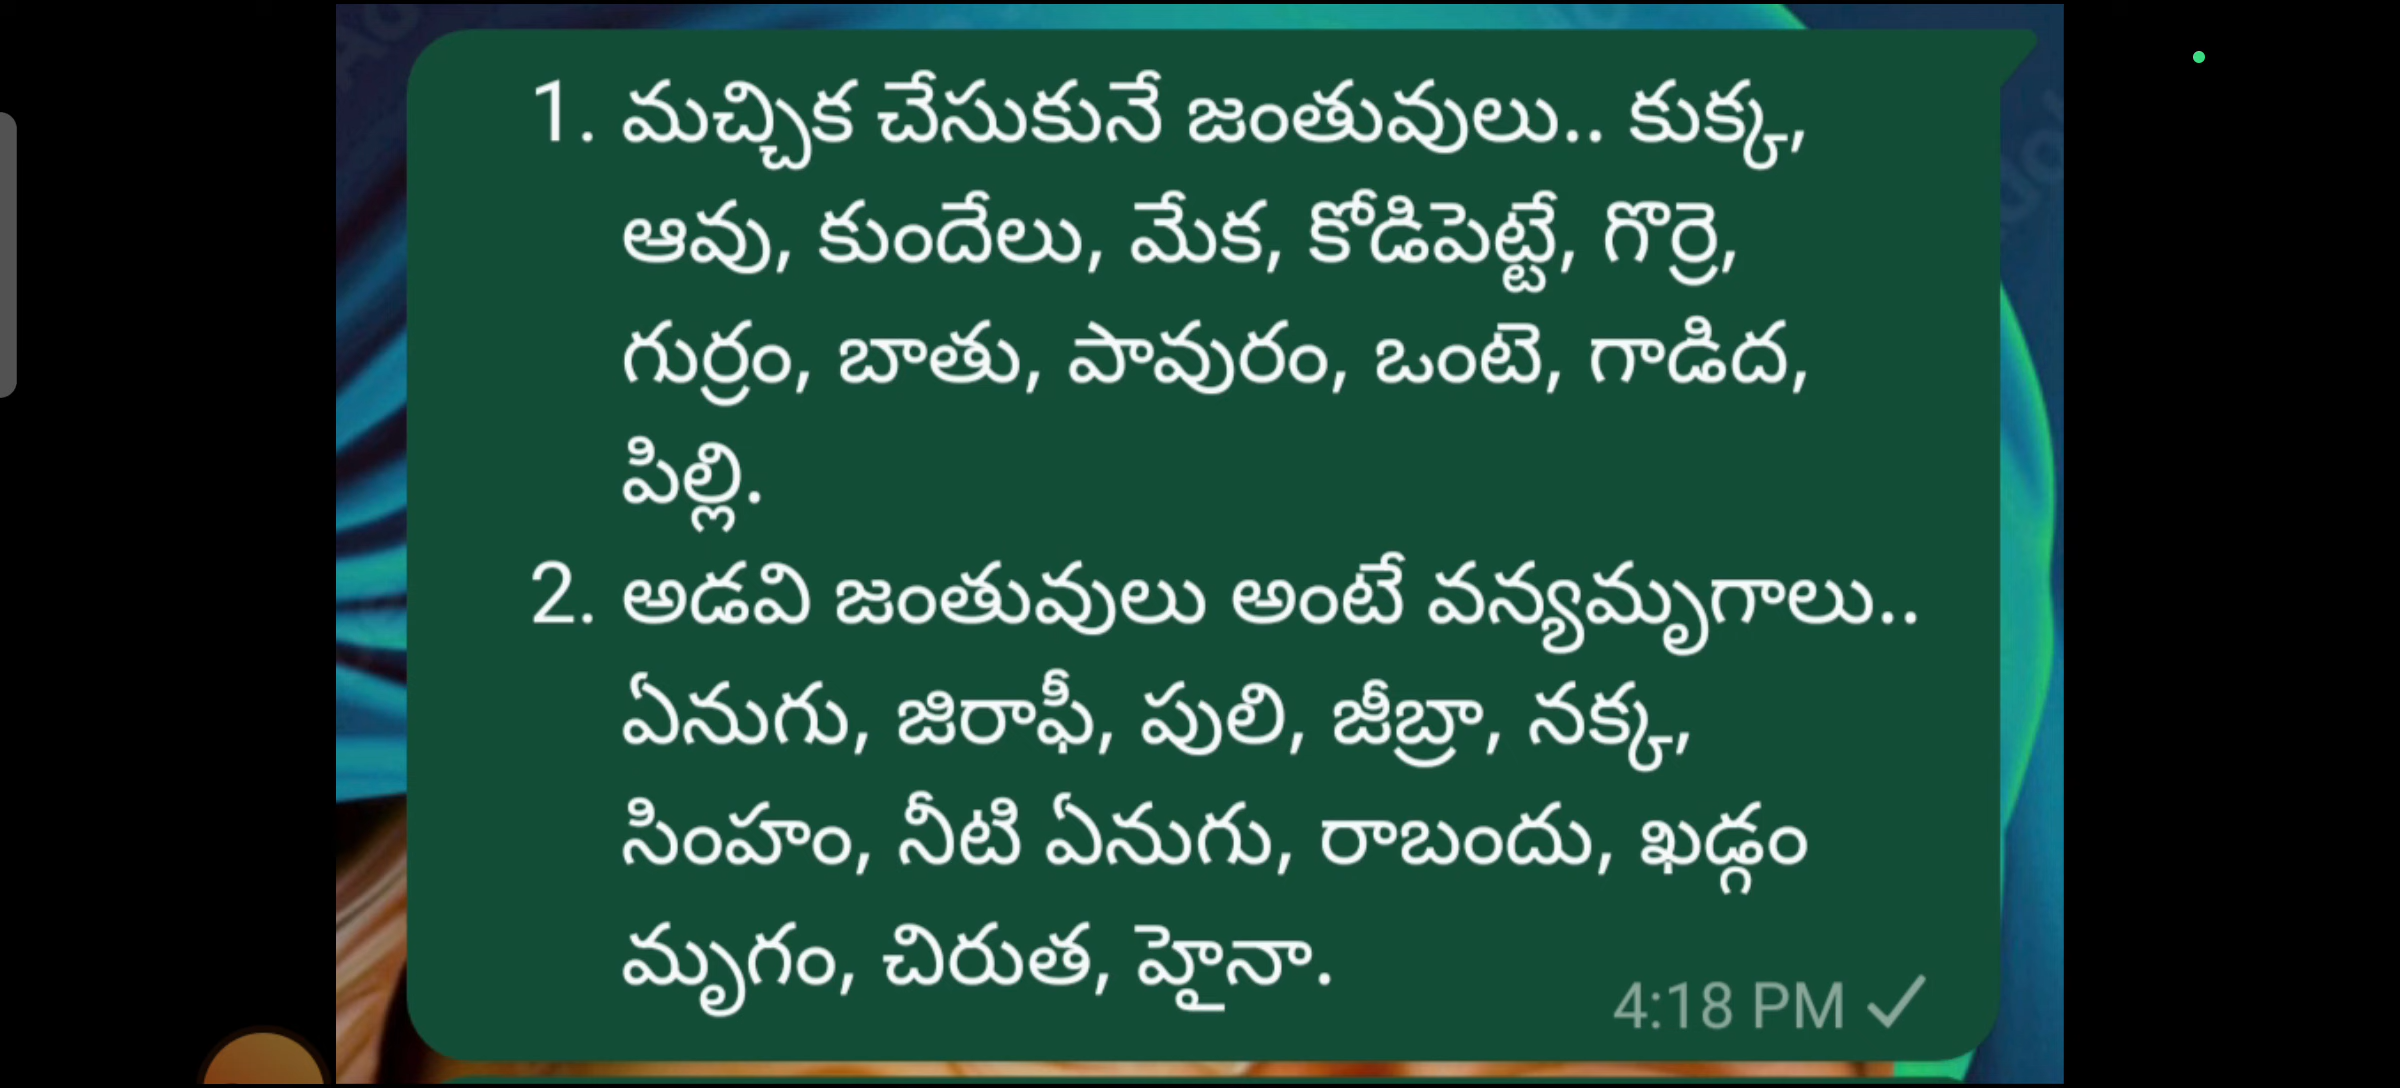 1. మచ్చిక చేసుకునే జంతువులు.. కుక్క,
ఆవు, కుందేలు, మేక, కోడిపెట్టే, గొర్రె,
గుర్రం, బాతు, పావురం, ఒంటె, గాడిద,
పిల్లి.
2. అడవి జంతువులు అంటే వన్యమృగాలు..
ఏనుగు, జిరాఫీ, పులి, జీబ్రా, నక్క,
సింహం, నీటి ఏనుగు, రాబందు, ఖడ్గం
మృగం, చిరుత, హైనా.
4:18 PM ✓